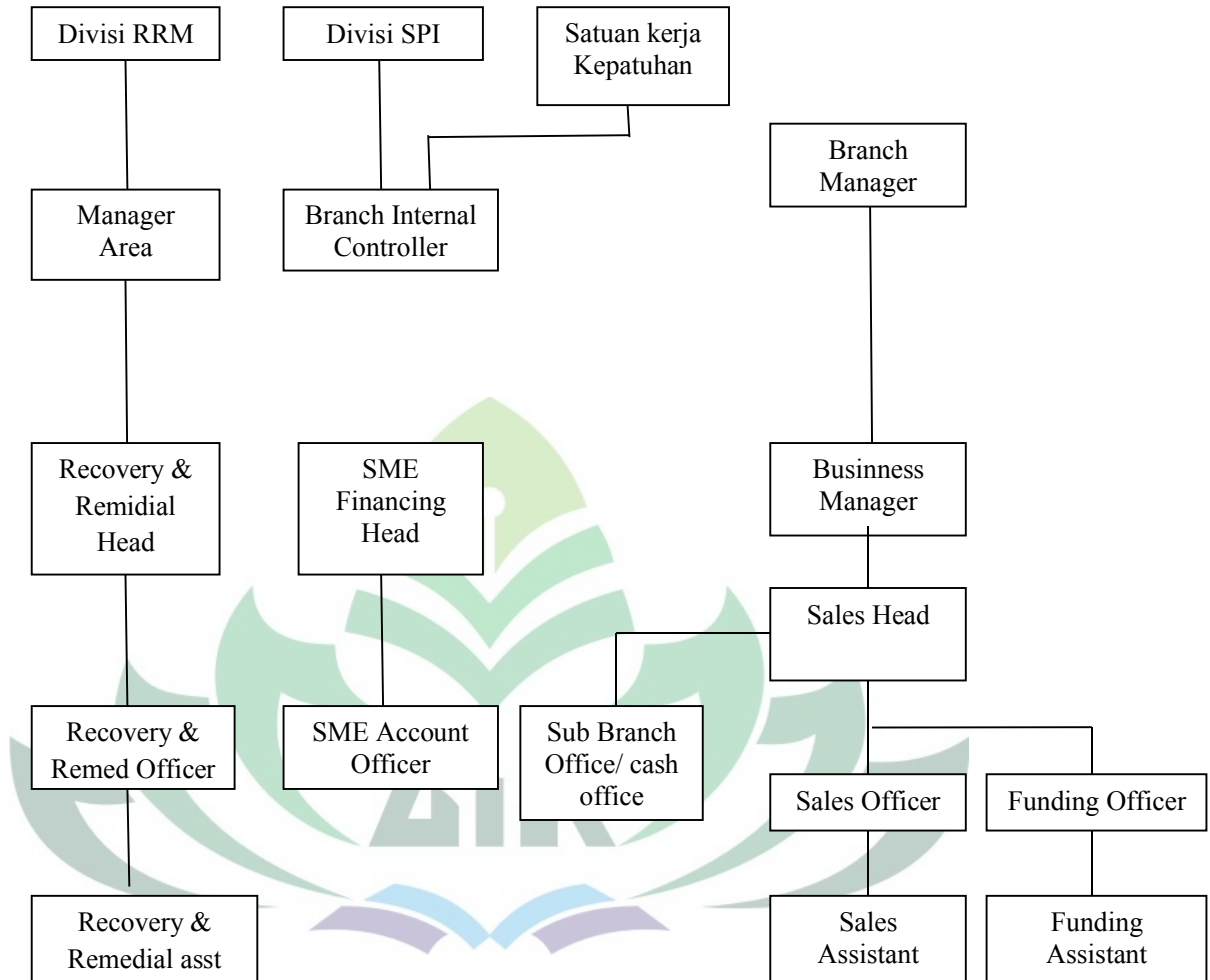 Divisi RRM
Divisi SPI
Satuan kerja
Kepatuhan
Branch
Manager
Manager
Area
Branch Internal
Controller
Recovery &
Remidial
Head
SME
Financing
Head
Businness
Manager
Sales Head
Recovery &
Remed Officer
SME Account
Officer
Sub Branch
Office/ cash
office
Sales Officer
Funding Officer
Recovery &
Remedial asst
Sales
Assistant
Funding
Assistant